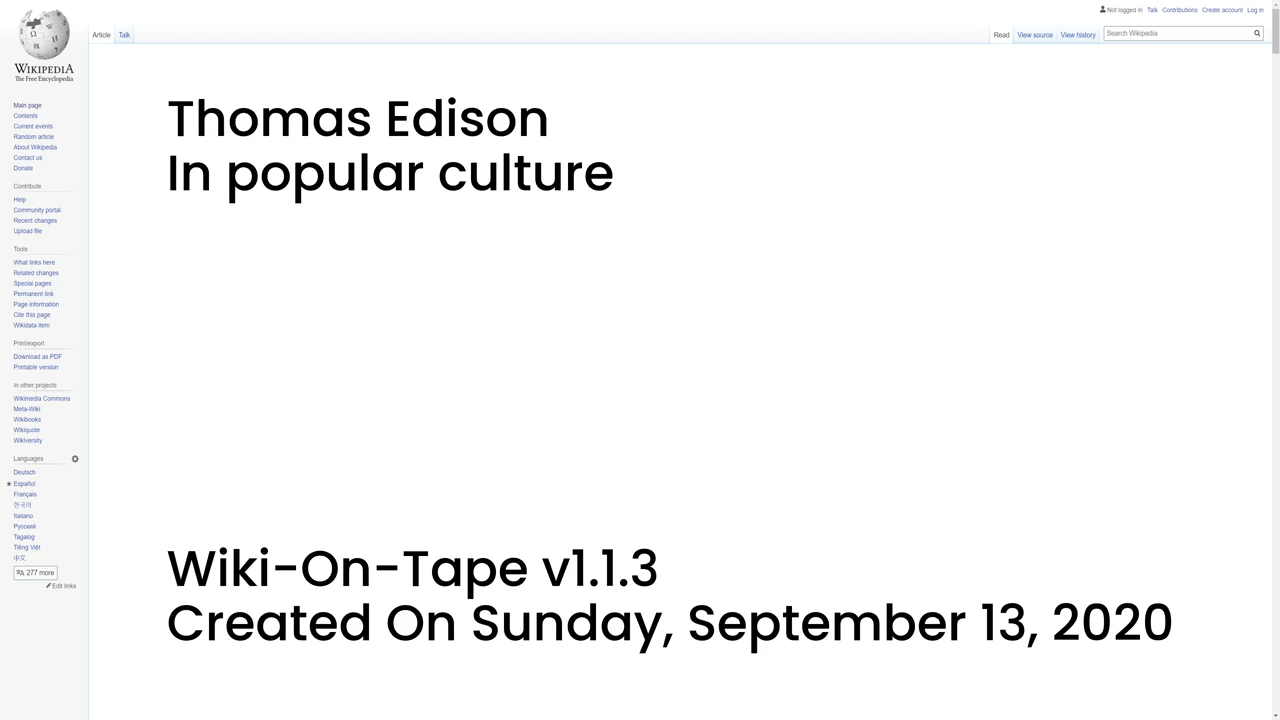 Not logged in Talk Contributions Create account Log in
Article Talk Read View source View history Search Wikipedia
WIKIPEDIA
The Free Encyclopedia
Main page
Contents
Current events
Random article
About Wikipedia
Contact us
Donate
Contribute
Help
Community portal
Recent changes
Upload file
Tools
What links here
Related changes
Special pages
Permanent link
Page information
Cite this page
Wikidata item
Print/export
Download as PDF
Printable version
In other projects
Wikimedia Commons
Meta-Wiki
Wikibooks
Wikiquote
Wikiversity
Languages
Deutsch
Español
Français
한국어
Italiano
Русский
Tagalog
Tiếng Việt
中文
277 more
Edit links
Thomas Edison
In popular culture
Wiki-On-Tape v1.1.3
Created On Sunday, September 13, 2020